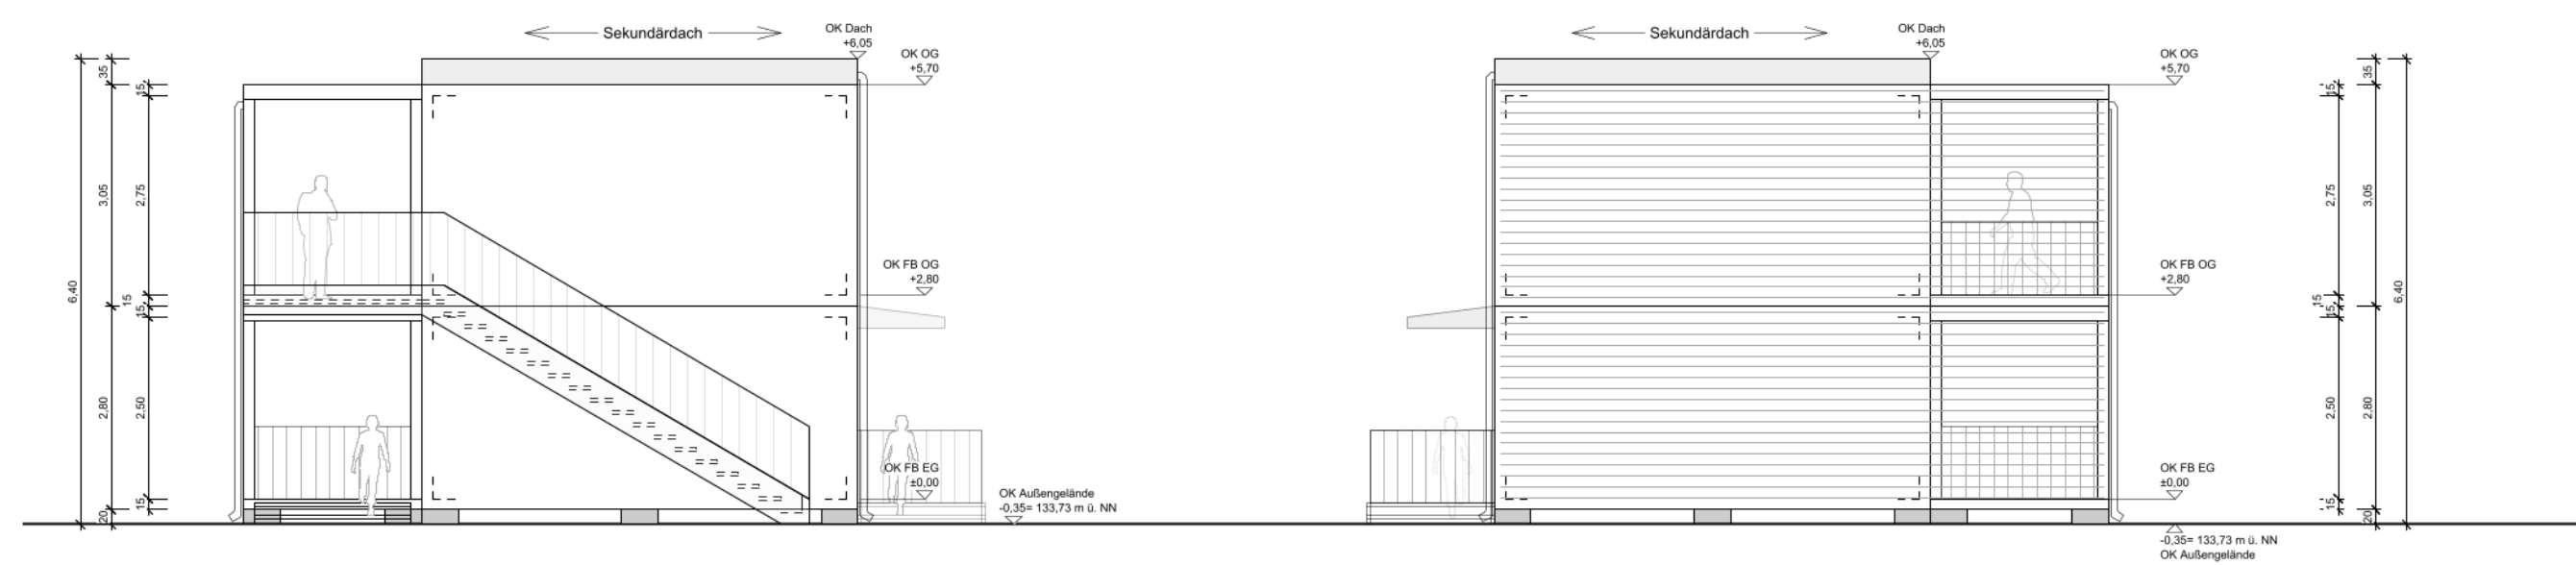 Sekundärdach
OK Dach
+6,05
OK OG
+5,70
OK FB OG
+2,80
OK FB EG
±0,00
OK Außengelände
-0,35= 133,73 m ü. NN
6,40
35
3,05
2,80
20
15
2,75
15
15
2,50
15
Sekundärdach
OK Dach
+6,05
OK OG
+5,70
OK FB OG
+2,80
OK FB EG
±0,00
-0,35= 133,73 m ü. NN
OK Außengelände
15
2,75
15
15
2,50
15
35
3,05
2,80
20
6,40